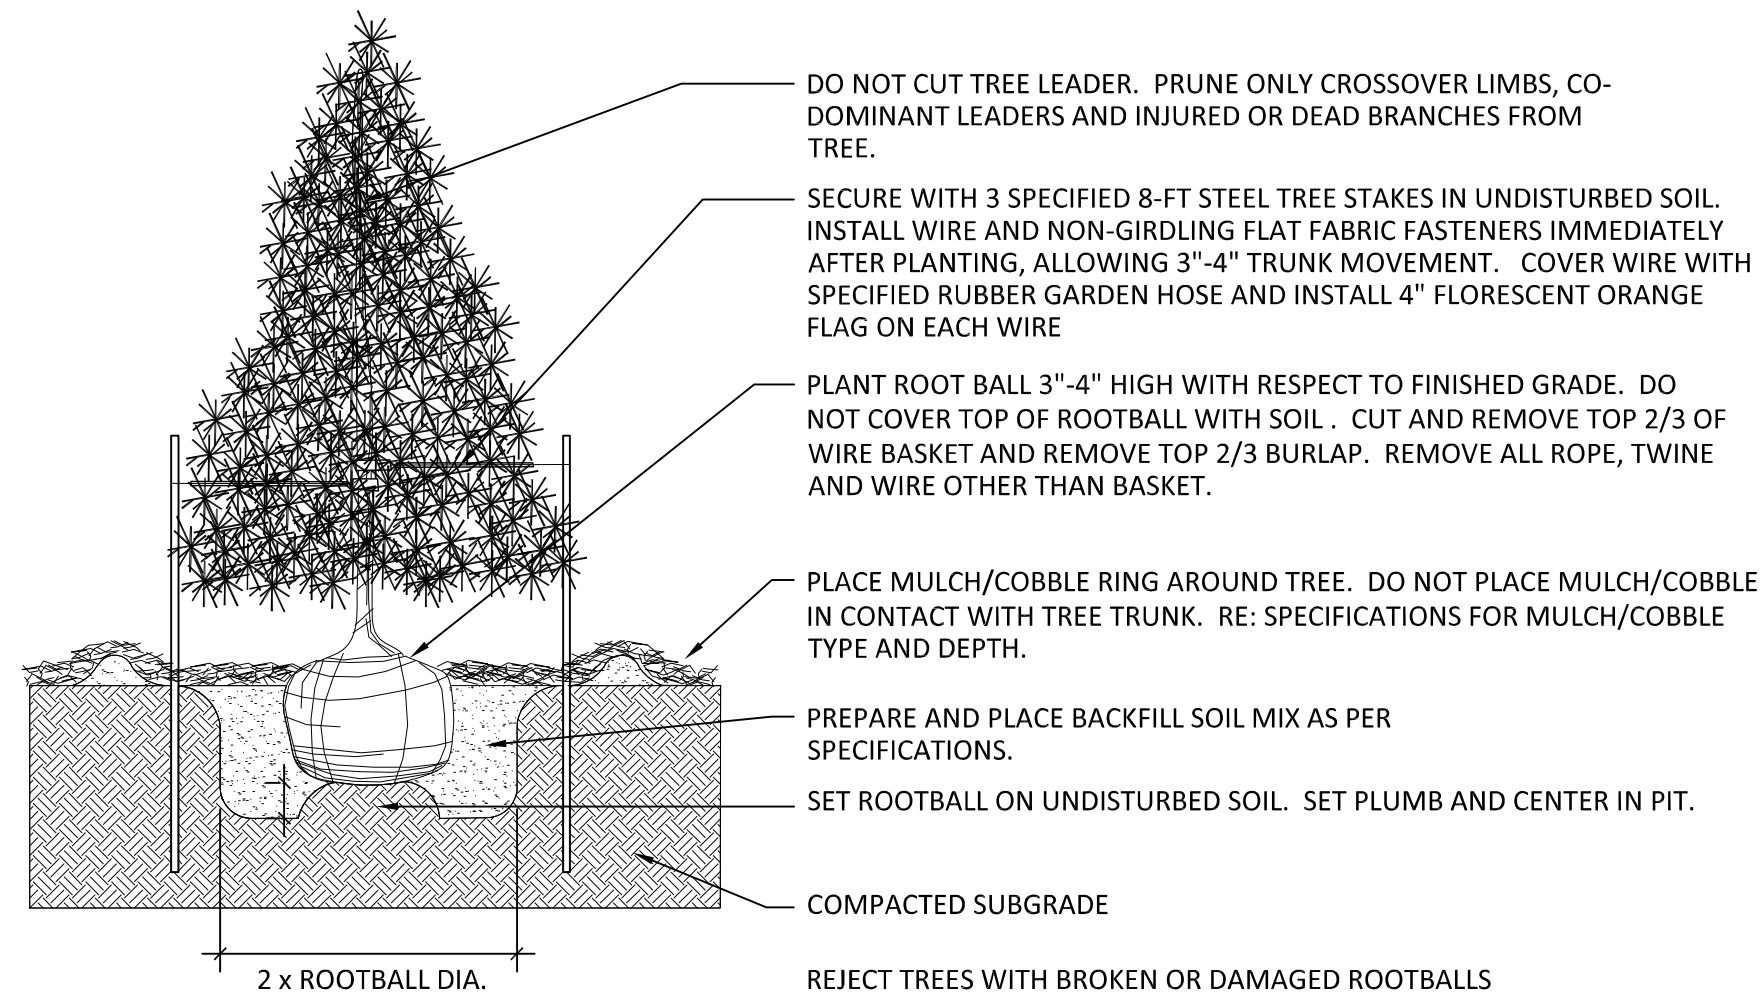 DO NOT CUT TREE LEADER. PRUNE ONLY CROSSOVER LIMBS, CO-
DOMINANT LEADERS AND INJURED OR DEAD BRANCHES FROM
TREE.
SECURE WITH 3 SPECIFIED 8-FT STEEL TREE STAKES IN UNDISTURBED SOIL.
INSTALL WIRE AND NON-GIRDLING FLAT FABRIC FASTENERS IMMEDIATELY
AFTER PLANTING, ALLOWING 3"-4" TRUNK MOVEMENT. COVER WIRE WITH
SPECIFIED RUBBER GARDEN HOSE AND INSTALL 4" FLORESCENT ORANGE
FLAG ON EACH WIRE
PLANT ROOT BALL 3"-4" HIGH WITH RESPECT TO FINISHED GRADE. DO
NOT COVER TOP OF ROOTBALL WITH SOIL . CUT AND REMOVE TOP 2/3 OF
WIRE BASKET AND REMOVE TOP 2/3 BURLAP. REMOVE ALL ROPE, TWINE
AND WIRE OTHER THAN BASKET.
PLACE MULCH/COBBLE RING AROUND TREE. DO NOT PLACE MULCH/COBBLE
IN CONTACT WITH TREE TRUNK. RE: SPECIFICATIONS FOR MULCH/COBBLE
TYPE AND DEPTH.
PREPARE AND PLACE BACKFILL SOIL MIX AS PER
SPECIFICATIONS.
SET ROOTBALL ON UNDISTURBED SOIL. SET PLUMB AND CENTER IN PIT.
COMPACTED SUBGRADE
2 x ROOTBALL DIA.
REJECT TREES WITH BROKEN OR DAMAGED ROOTBALLS